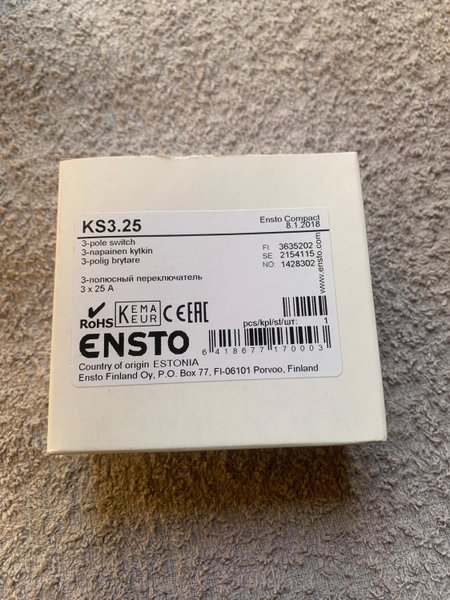 KS3.25
Ensto Compact
8.1.2018
3-pole switch
3-napainen kytkin
3-polig brytare
FI 3635202
SE 2154115
NO 1428302
www.ensto.com
3-полюсный переключатель
3 x 25 A
RoHS
KEMA
KEUR
CE EAC
pcs/kpl/st/шт: 1
ENSTO
6 418677 170003
Country of origin ESTONIA
Ensto Finland Oy, P.O. Box 77, FI-06101 Porvoo, Finland